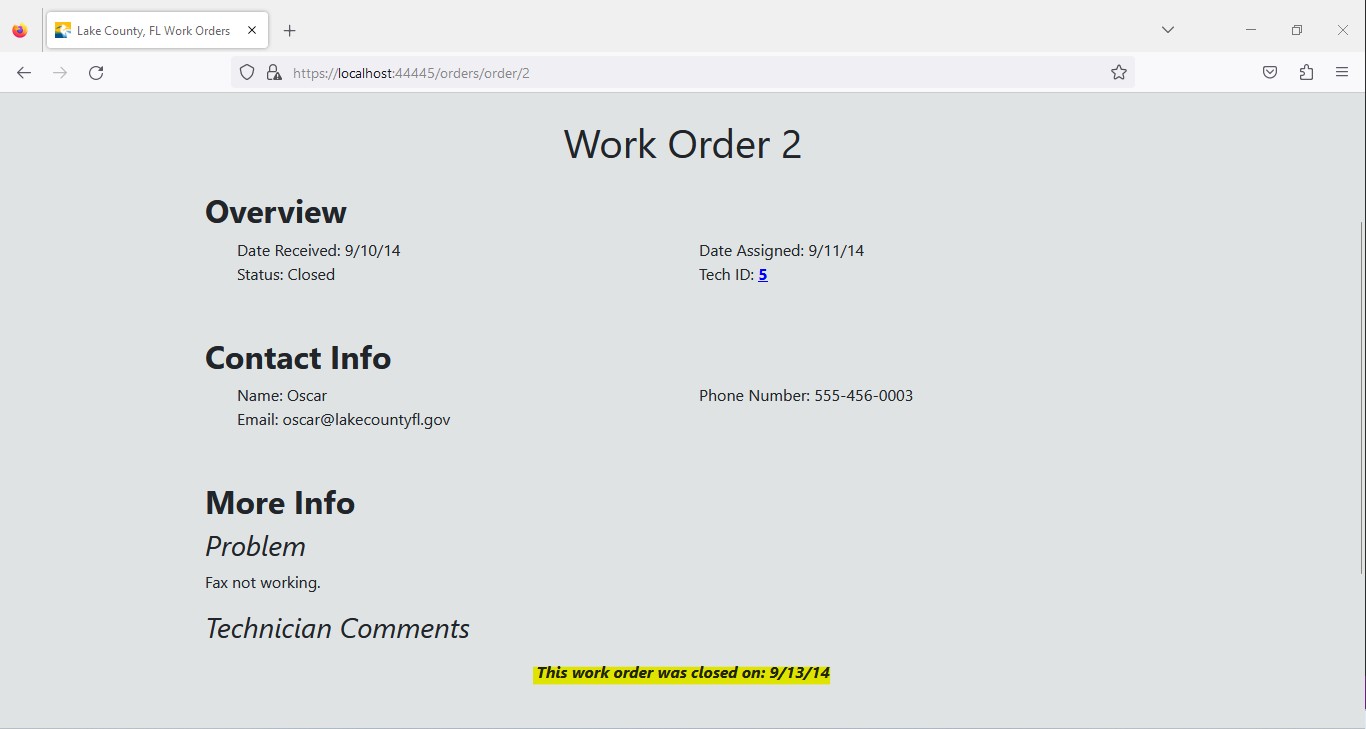 Lake County, FL Work Orders
https://localhost:44445/orders/order/2
Work Order 2
Overview
Date Received: 9/10/14
Date Assigned: 9/11/14
Status: Closed
Tech ID: 5
Contact Info
Name: Oscar
Phone Number: 555-456-0003
Email: oscar@lakecountyfl.gov
More Info
Problem
Fax not working.
Technician Comments
This work order was closed on: 9/13/14